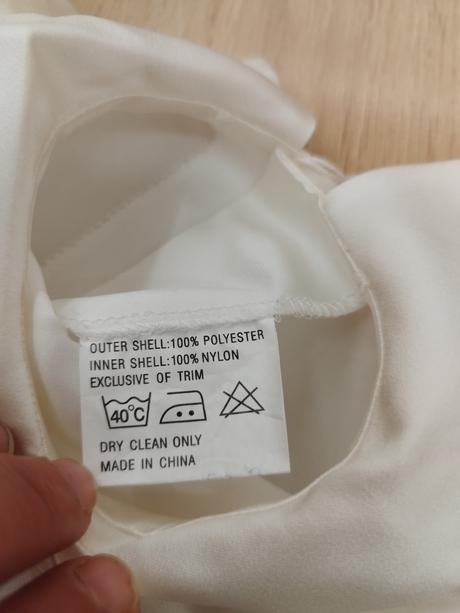 OUTER SHELL:100% POLYESTER
INNER SHELL:100% NYLON
EXCLUSIVE OF TRIM
40°C
DRY CLEAN ONLY
MADE IN CHINA